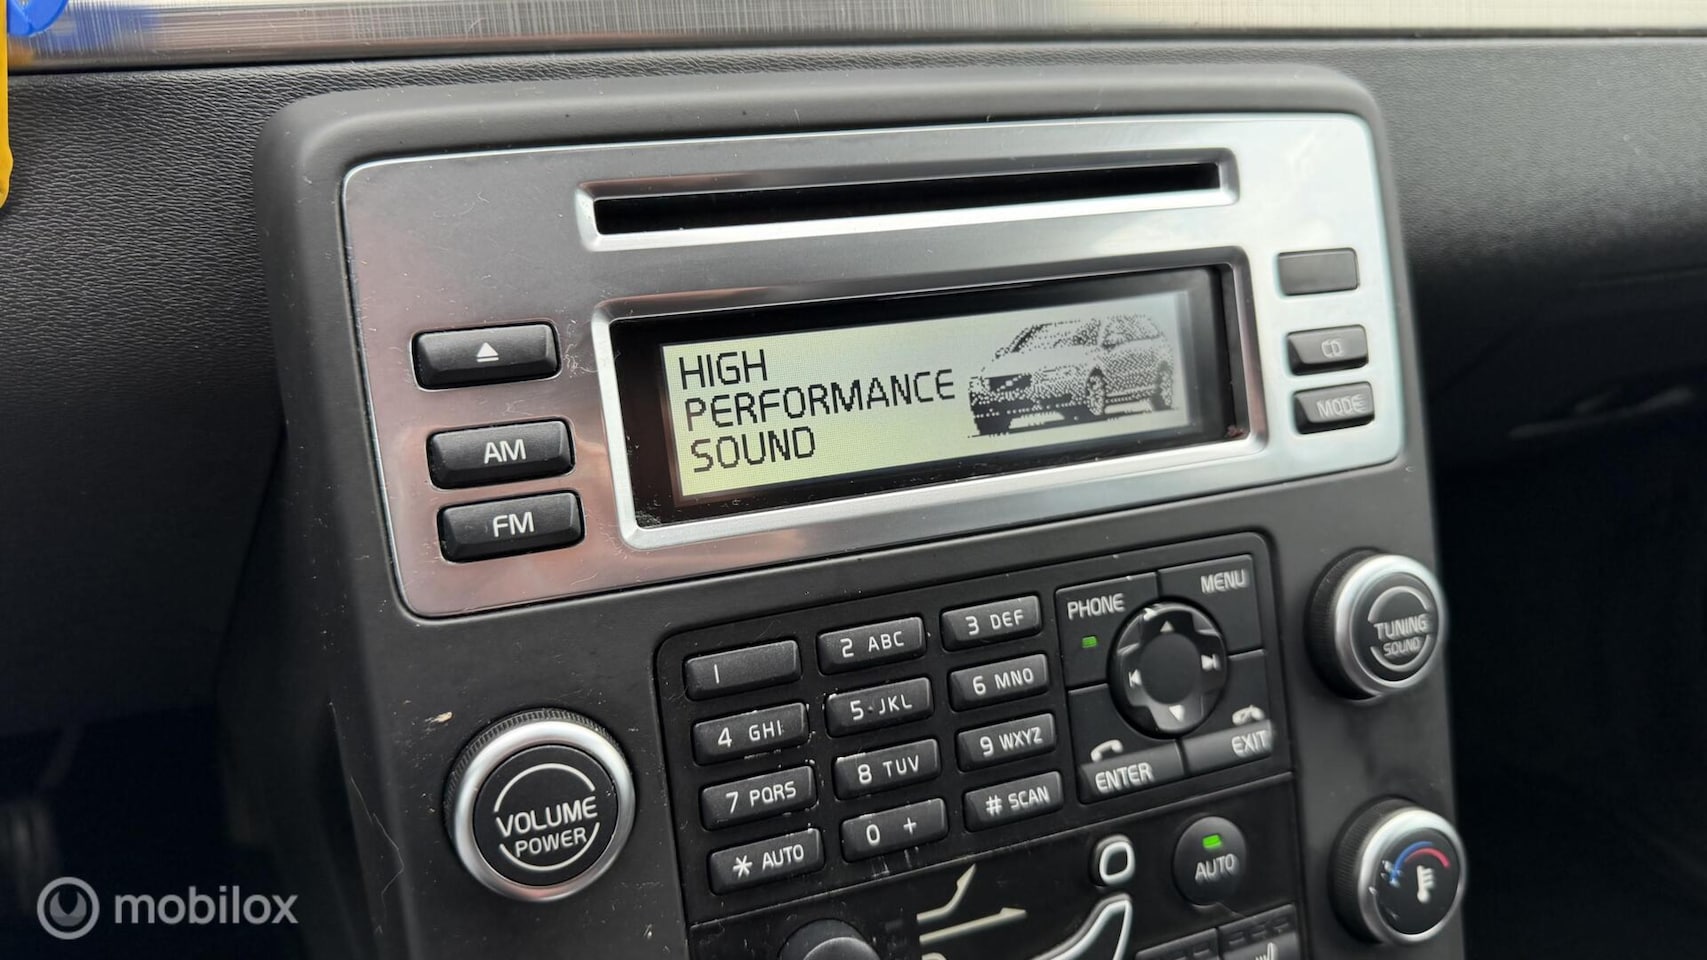 HIGH
PERFORMANCE
SOUND
AM
FM
CD
MODE
PHONE
MENU
1
2 ABC
3 DEF
4 GHI
5 JKL
6 MNO
7 PQRS
8 TUV
9 WXYZ
* AUTO
0 +
# SCAN
ENTER
EXIT
TUNING
SOUND
VOLUME
POWER
AUTO
mobilox